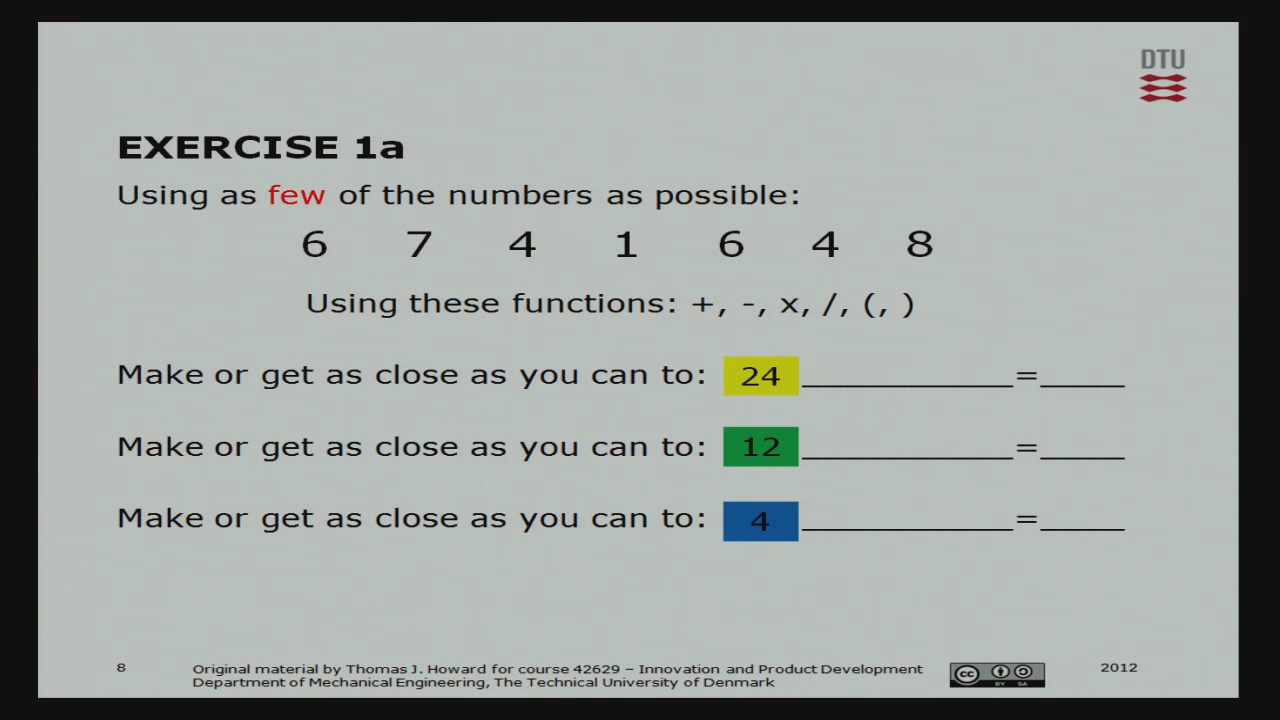 DTU
EXERCISE 1a
Using as few of the numbers as possible:
6 7 4 1 6 4 8
Using these functions: +, -, x, /, (, )
Make or get as close as you can to: 24 ____________=_____
Make or get as close as you can to: 12 ____________=_____
Make or get as close as you can to: 4 ____________=_____
8 Original material by Thomas J. Howard for course 42629 – Innovation and Product Development
Department of Mechanical Engineering, The Technical University of Denmark
cc BY SA
2012